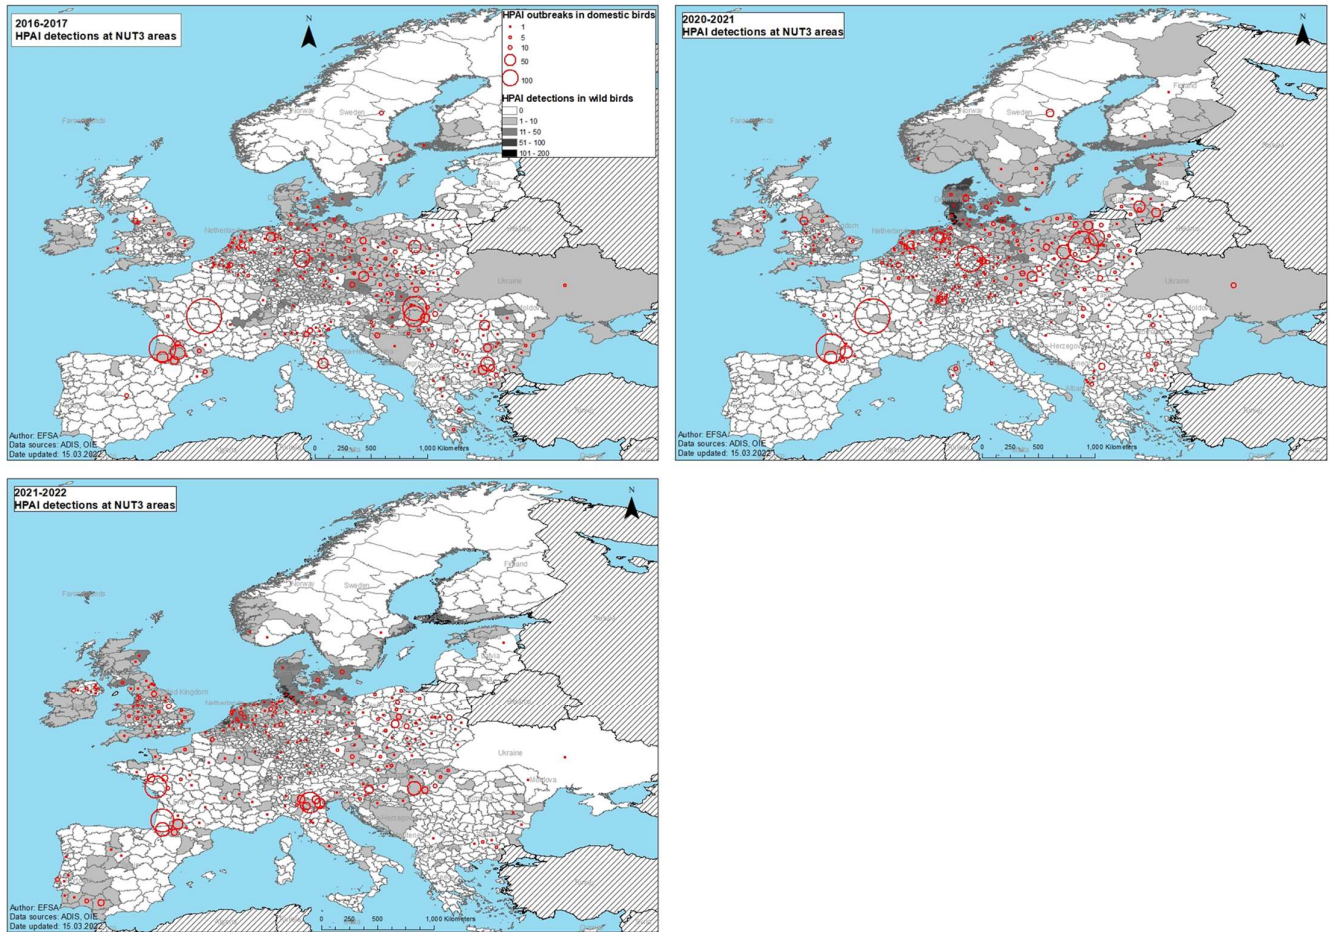 2016-2017
HPAI detections at NUT3 areas
N
HPAI outbreaks in domestic birds
1
5
10
50
100
HPAI detections in wild birds
0
1 - 10
11 - 50
51 - 100
101 - 200
Norway
Sweden
Ukraine
Author: EFSA
Data sources: ADIS, OIE
Date updated: 15.03.2022
0 250 500 1,000 Kilometers
2020-2021
HPAI detections at NUT3 areas
N
Finland
Norway
Sweden
Ukraine
Author: EFSA
Data sources: ADIS, OIE
Date updated: 15.03.2022
0 250 500 1,000 Kilometers
2021-2022
HPAI detections at NUT3 areas
N
Finland
Norway
Sweden
United Kingdom
Ukraine
Moldova
Author: EFSA
Data sources: ADIS, OIE
Date updated: 15.03.2022
0 250 500 1,000 Kilometers